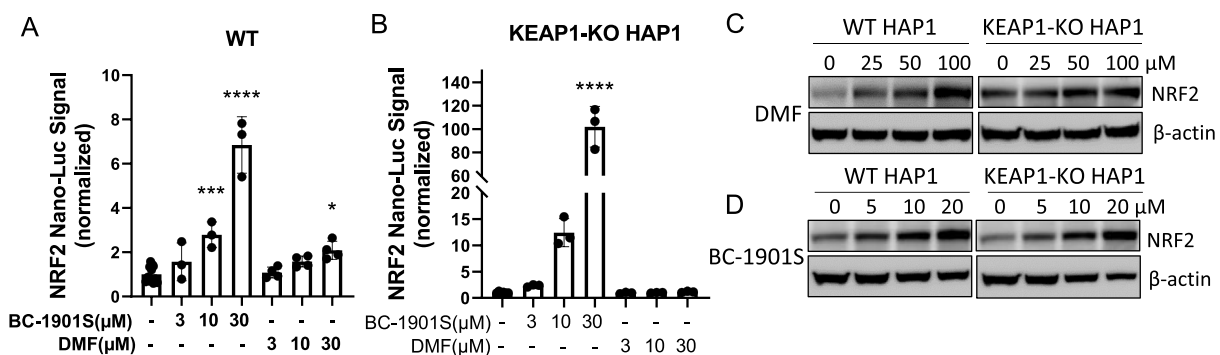 A
WT
NRF2 Nano-Luc Signal
(normalized)
10
8
6
4
2
0
***
****
*
BC-1901S(μM) - 3 10 30 - - -
DMF(μM) - - - - 3 10 30
B
KEAP1-KO HAP1
NRF2 Nano-Luc Signal
(normalized)
140
120
100
80
60
40
20
20
15
10
5
0
****
BC-1901S(μM) - 3 10 30 - - -
DMF(μM) - - - - 3 10 30
C
WT HAP1 KEAP1-KO HAP1
0 25 50 100 0 25 50 100 μM
DMF
NRF2
β-actin
D
WT HAP1 KEAP1-KO HAP1
0 5 10 20 0 5 10 20 μM
BC-1901S
NRF2
β-actin